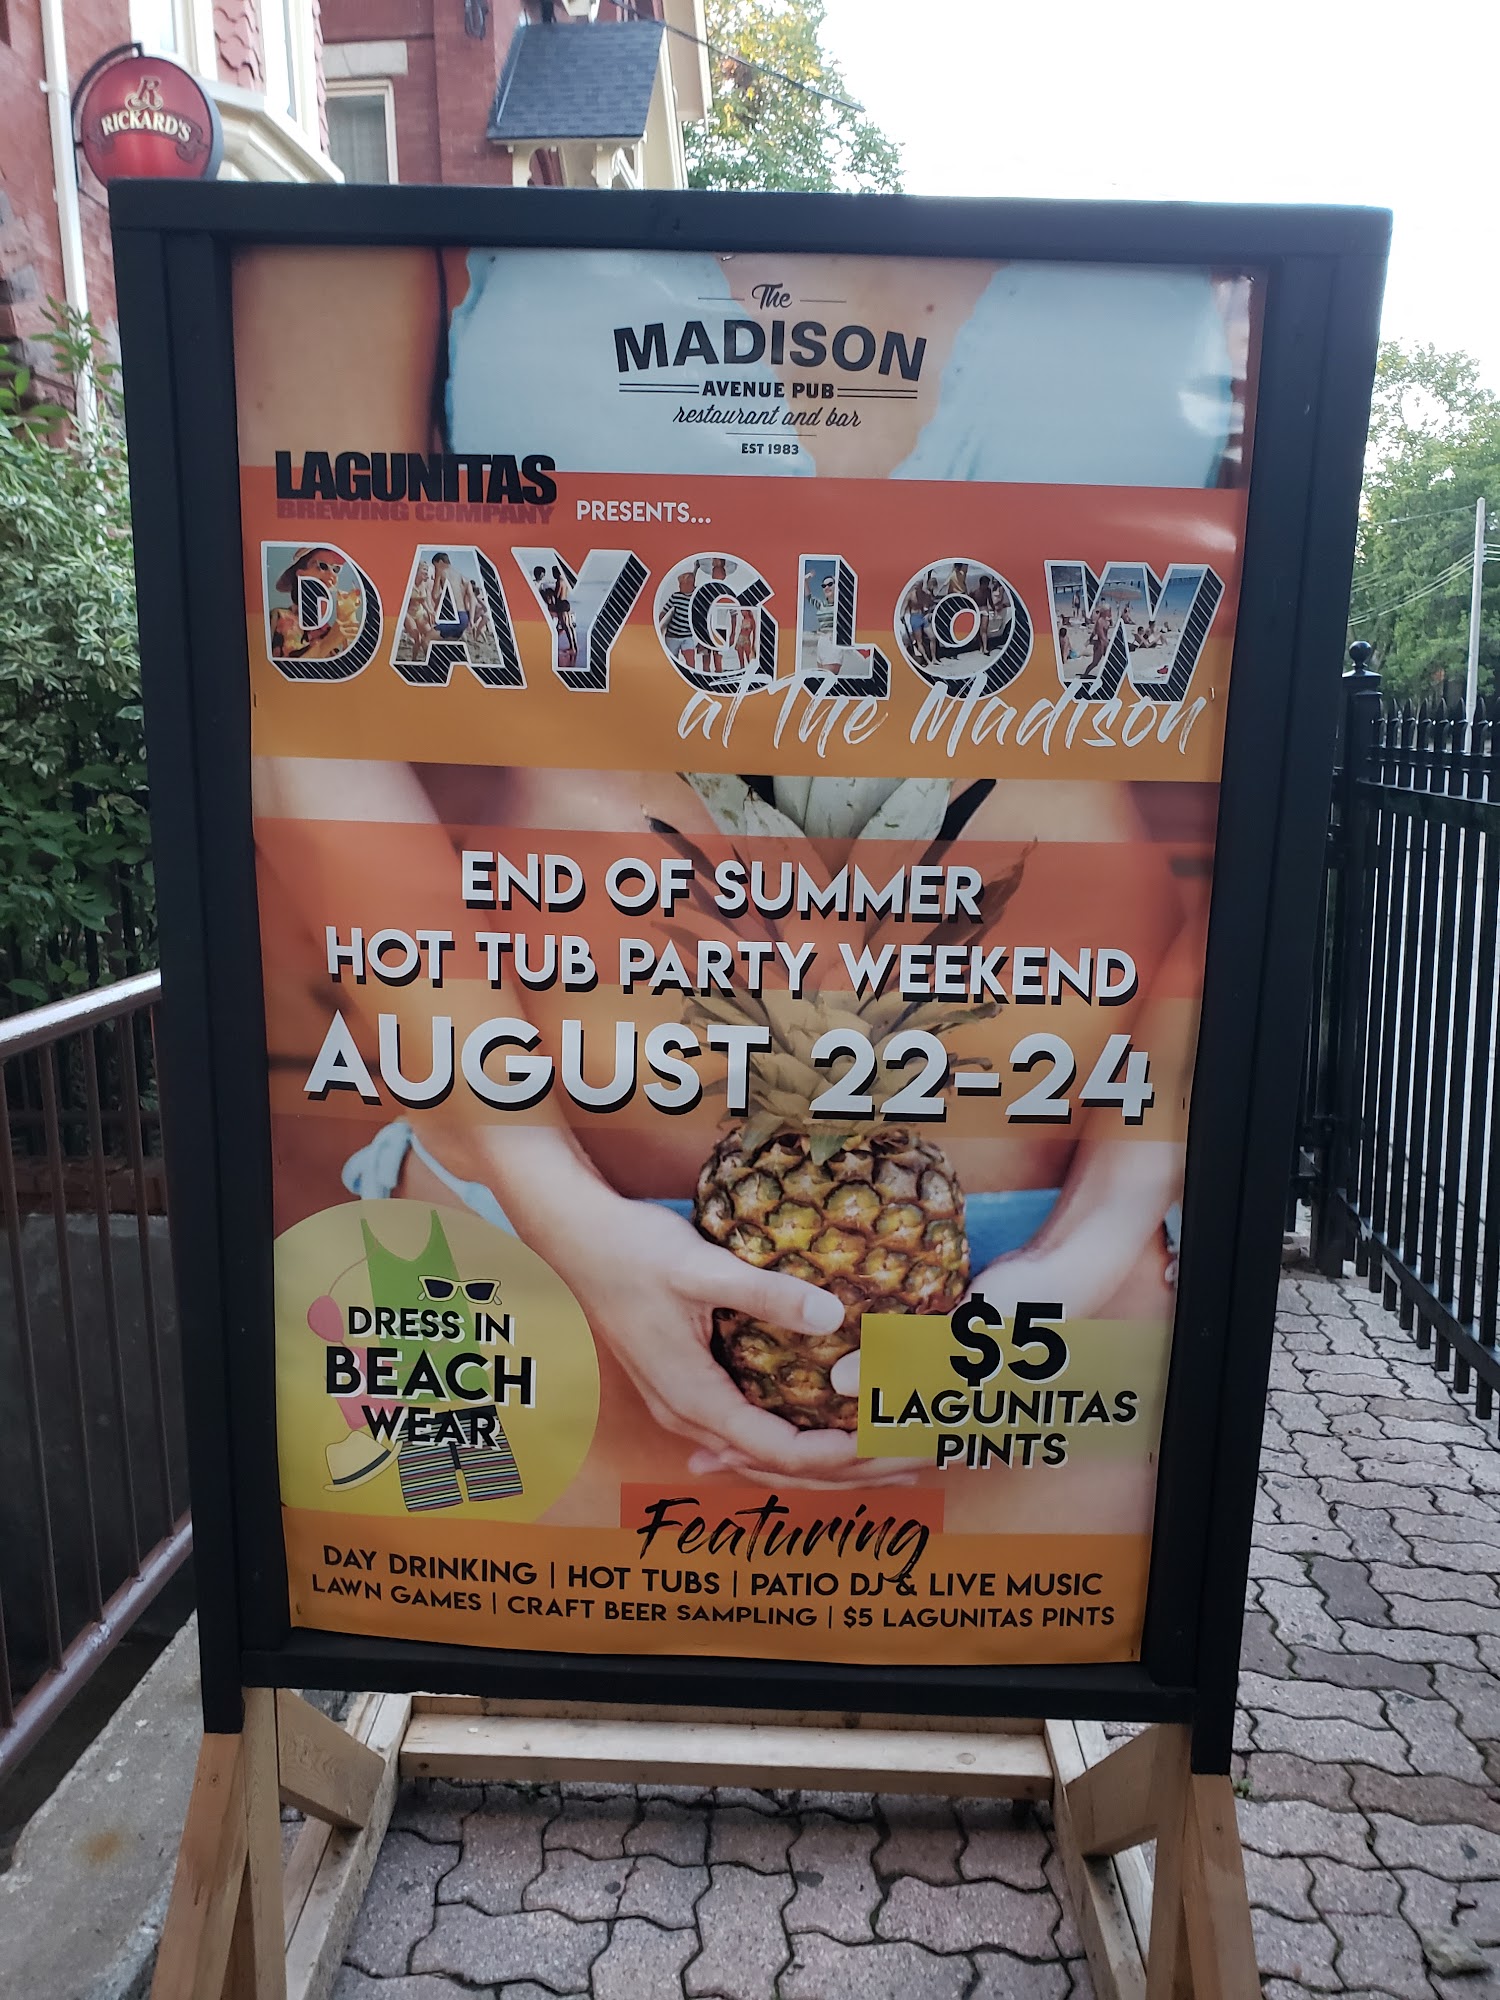 R
RICKARD'S
The
MADISON
AVENUE PUB
restaurant and bar
EST 1983
LAGUNITAS
BREWING COMPANY
PRESENTS...
DAYGLOW
at The Madison
END OF SUMMER
HOT TUB PARTY WEEKEND
AUGUST 22-24
DRESS IN
BEACH
WEAR
$5
LAGUNITAS
PINTS
Featuring
DAY DRINKING | HOT TUBS | PATIO DJ & LIVE MUSIC
LAWN GAMES | CRAFT BEER SAMPLING | $5 LAGUNITAS PINTS